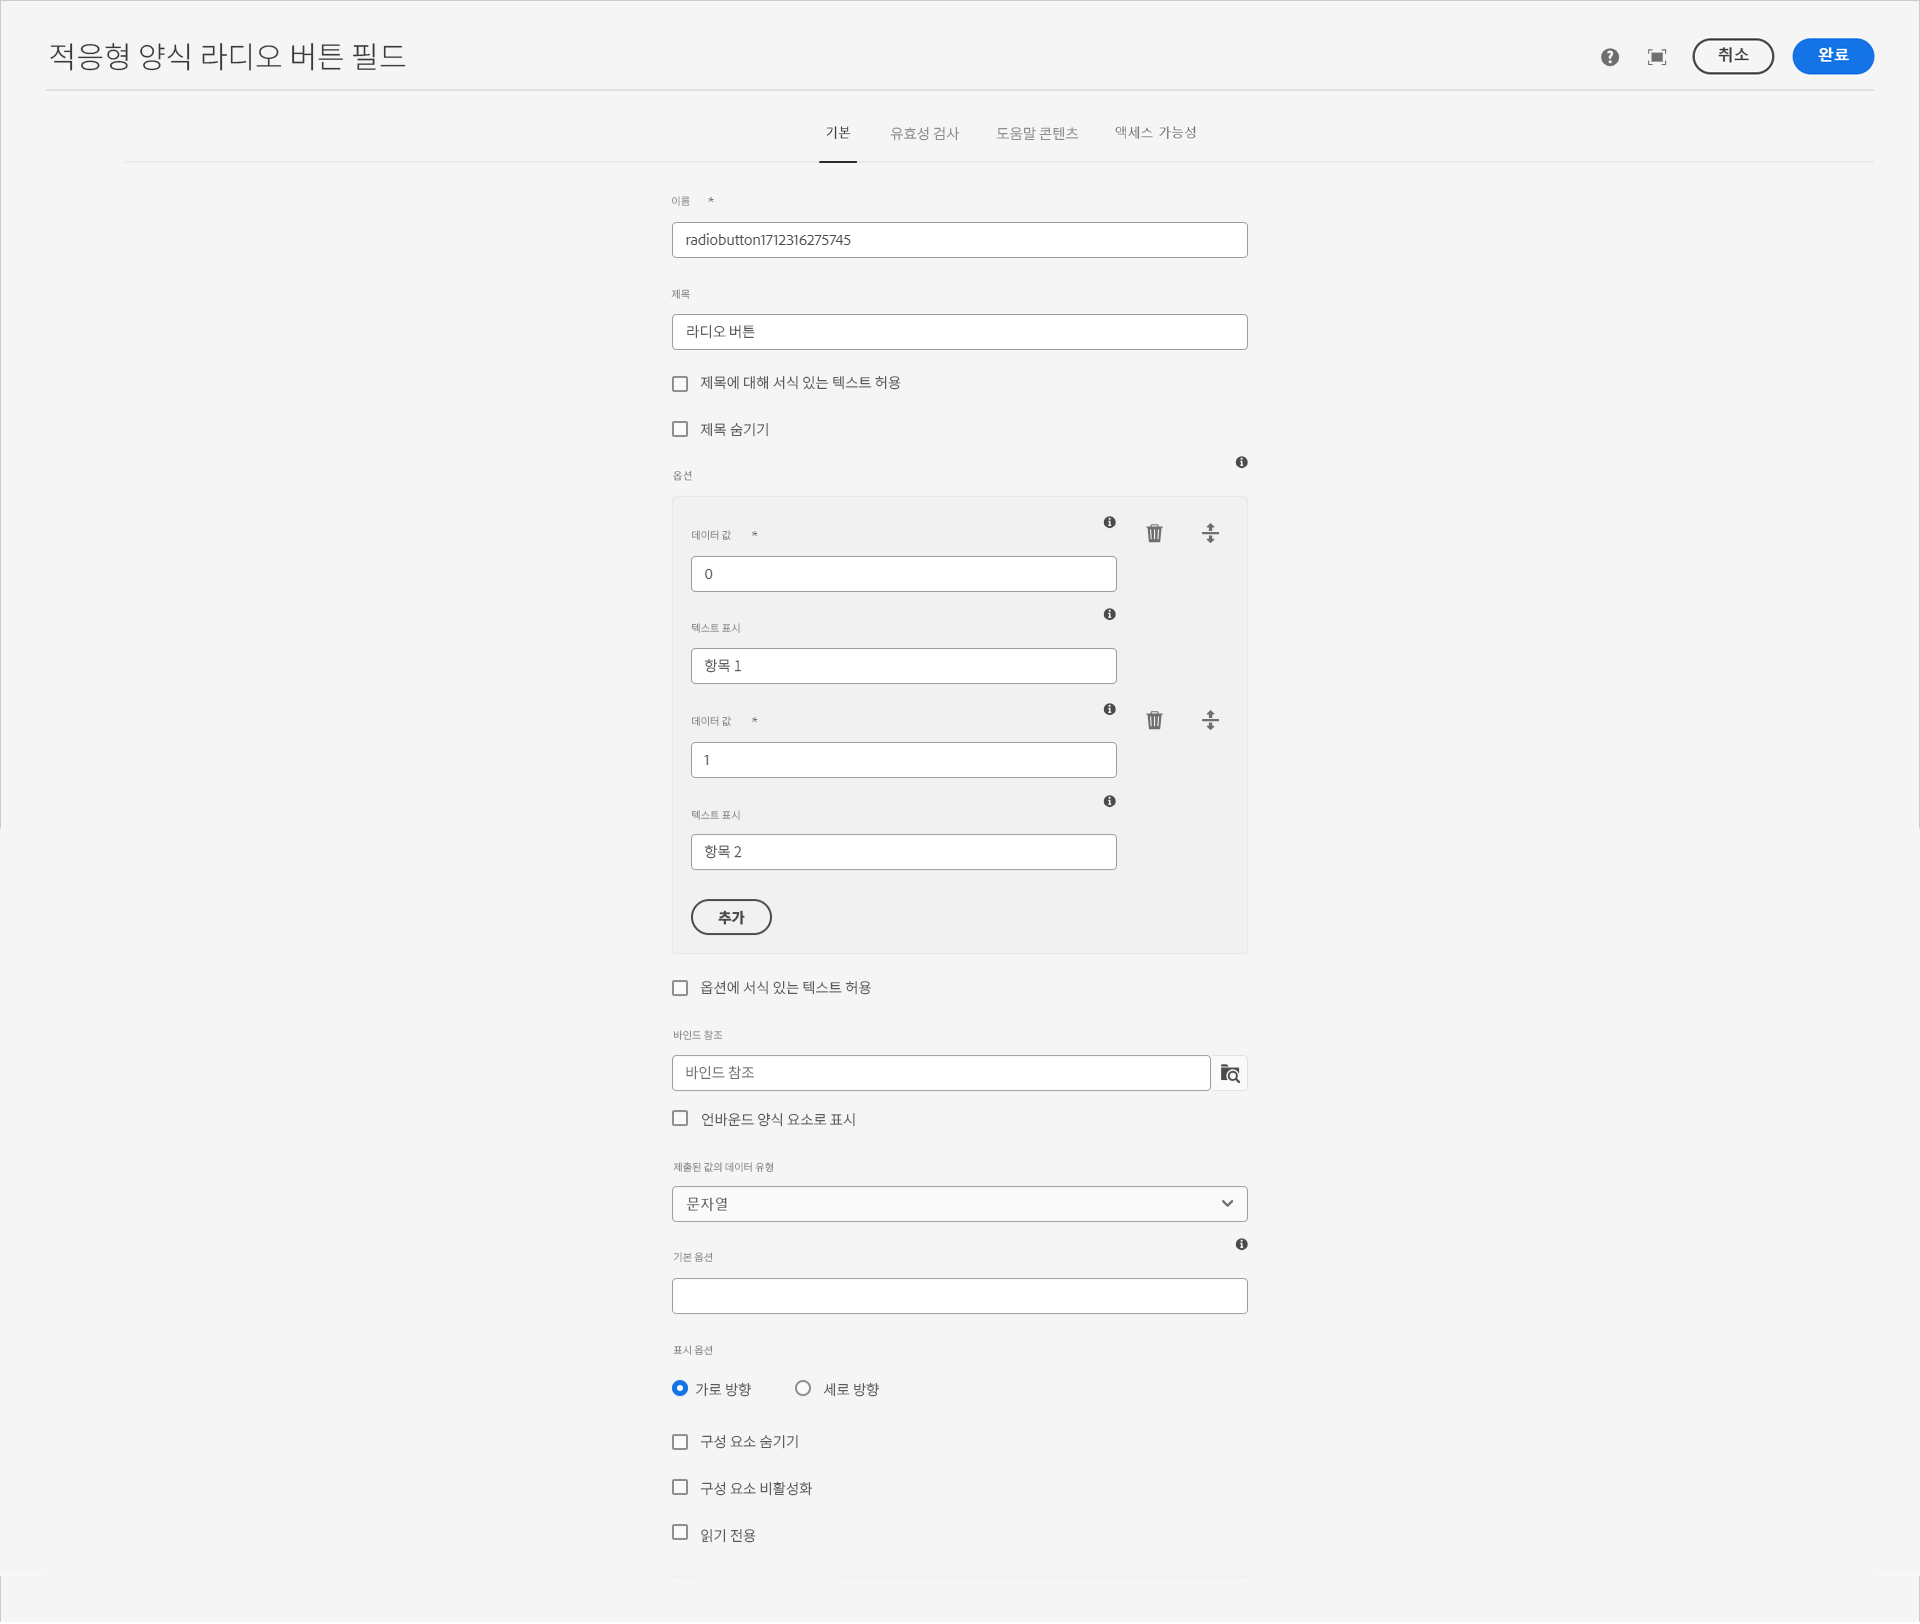 적응형 양식 라디오 버튼 필드
취소
완료
기본
유효성 검사
도움말 콘텐츠
액세스 가능성
이름 *
radiobutton1712316275745
제목
라디오 버튼
제목에 대해 서식 있는 텍스트 허용
제목 숨기기
옵션
데이터 값 *
0
텍스트 표시
항목 1
데이터 값 *
1
텍스트 표시
항목 2
추가
옵션에 서식 있는 텍스트 허용
바인드 참조
바인드 참조
언바운드 양식 요소로 표시
제출된 값의 데이터 유형
문자열
기본 옵션
표시 옵션
가로 방향
세로 방향
구성 요소 숨기기
구성 요소 비활성화
읽기 전용